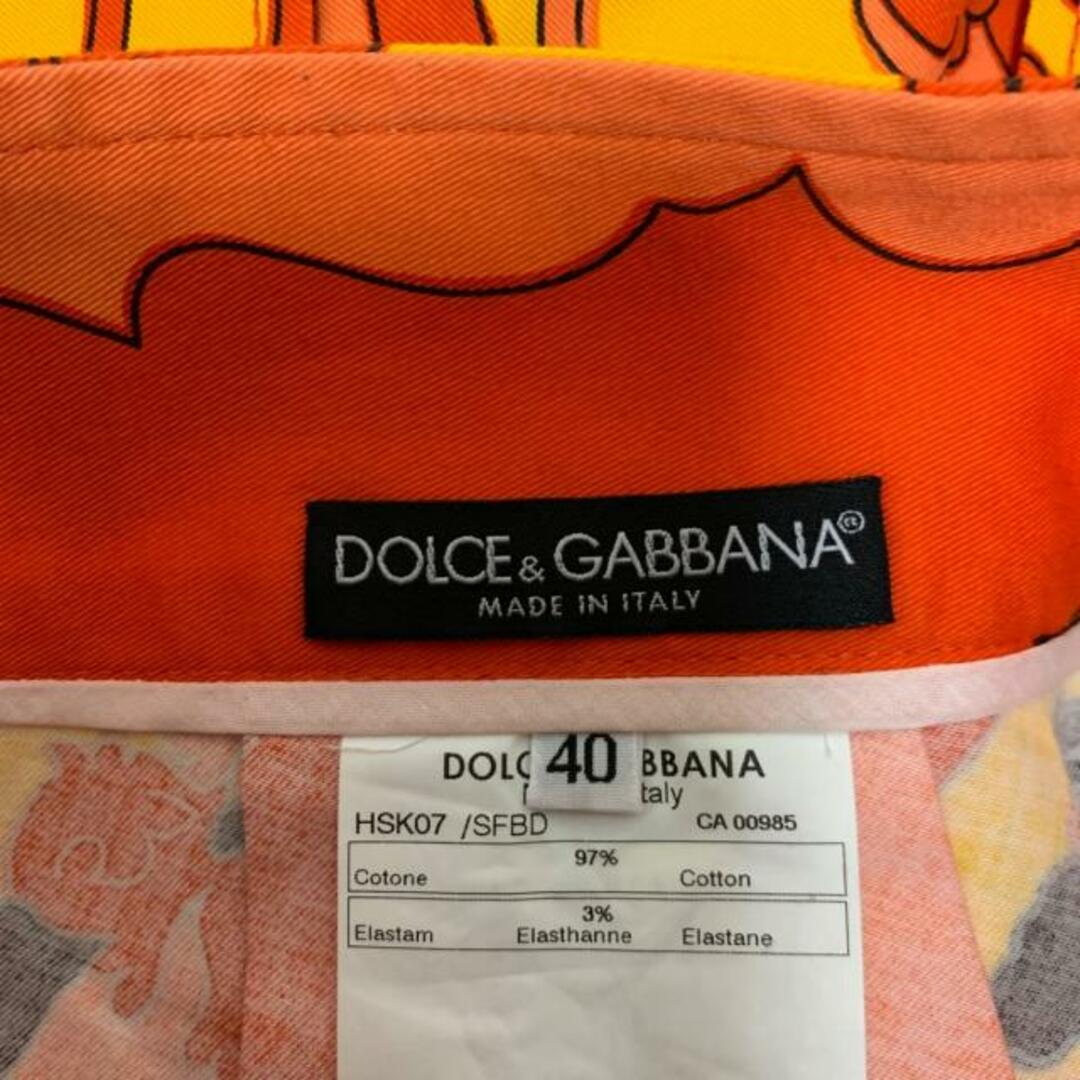 DOLCE & GABBANA®
MADE IN ITALY
40
HSK07 /SFBD CA 00985
97%
Cotone Cotton
3%
Elastam Elasthanne Elastane